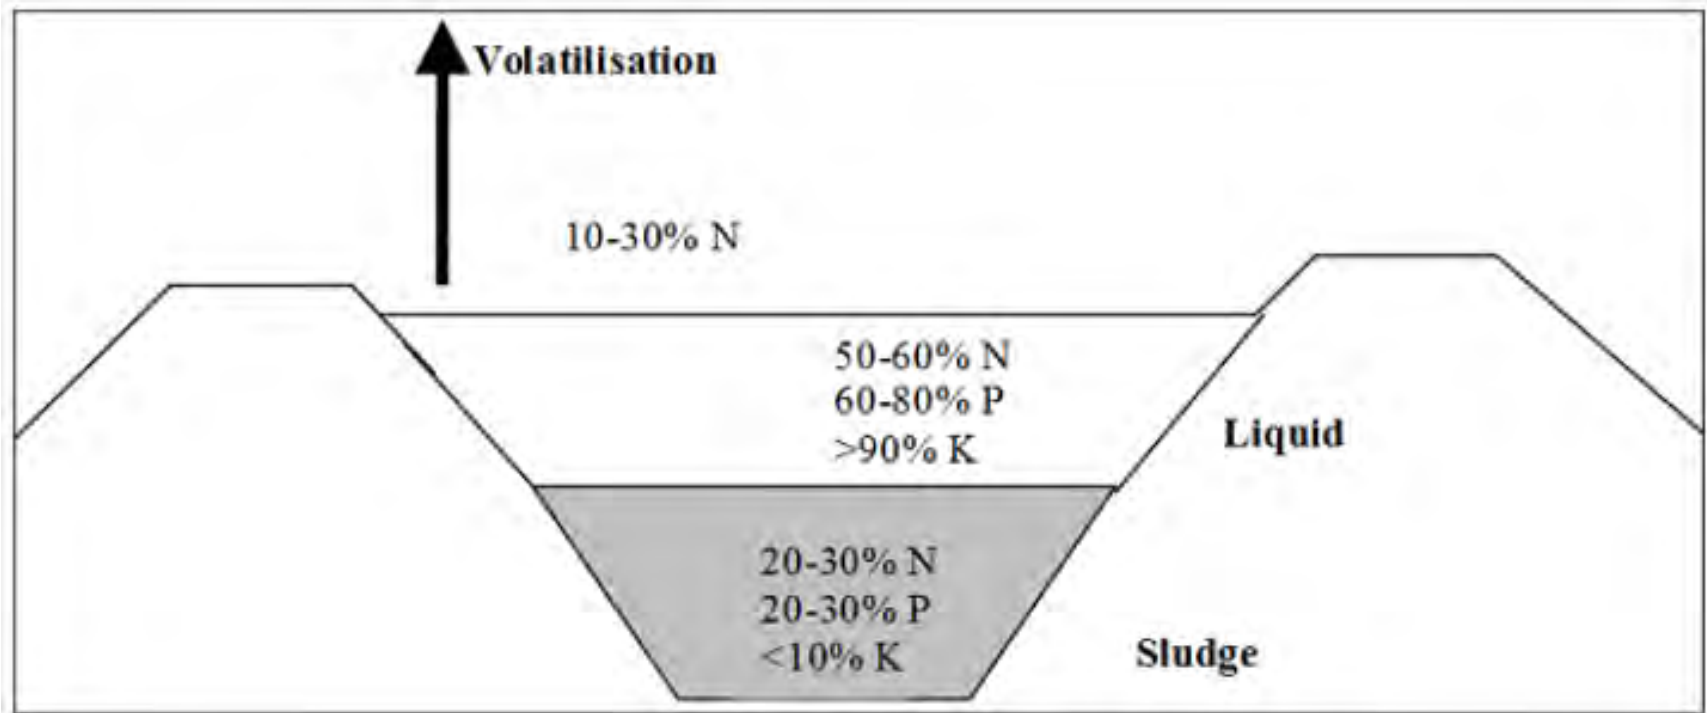 Volatilisation
10-30% N
50-60% N
60-80% P
>90% K
Liquid
20-30% N
20-30% P
<10% K
Sludge